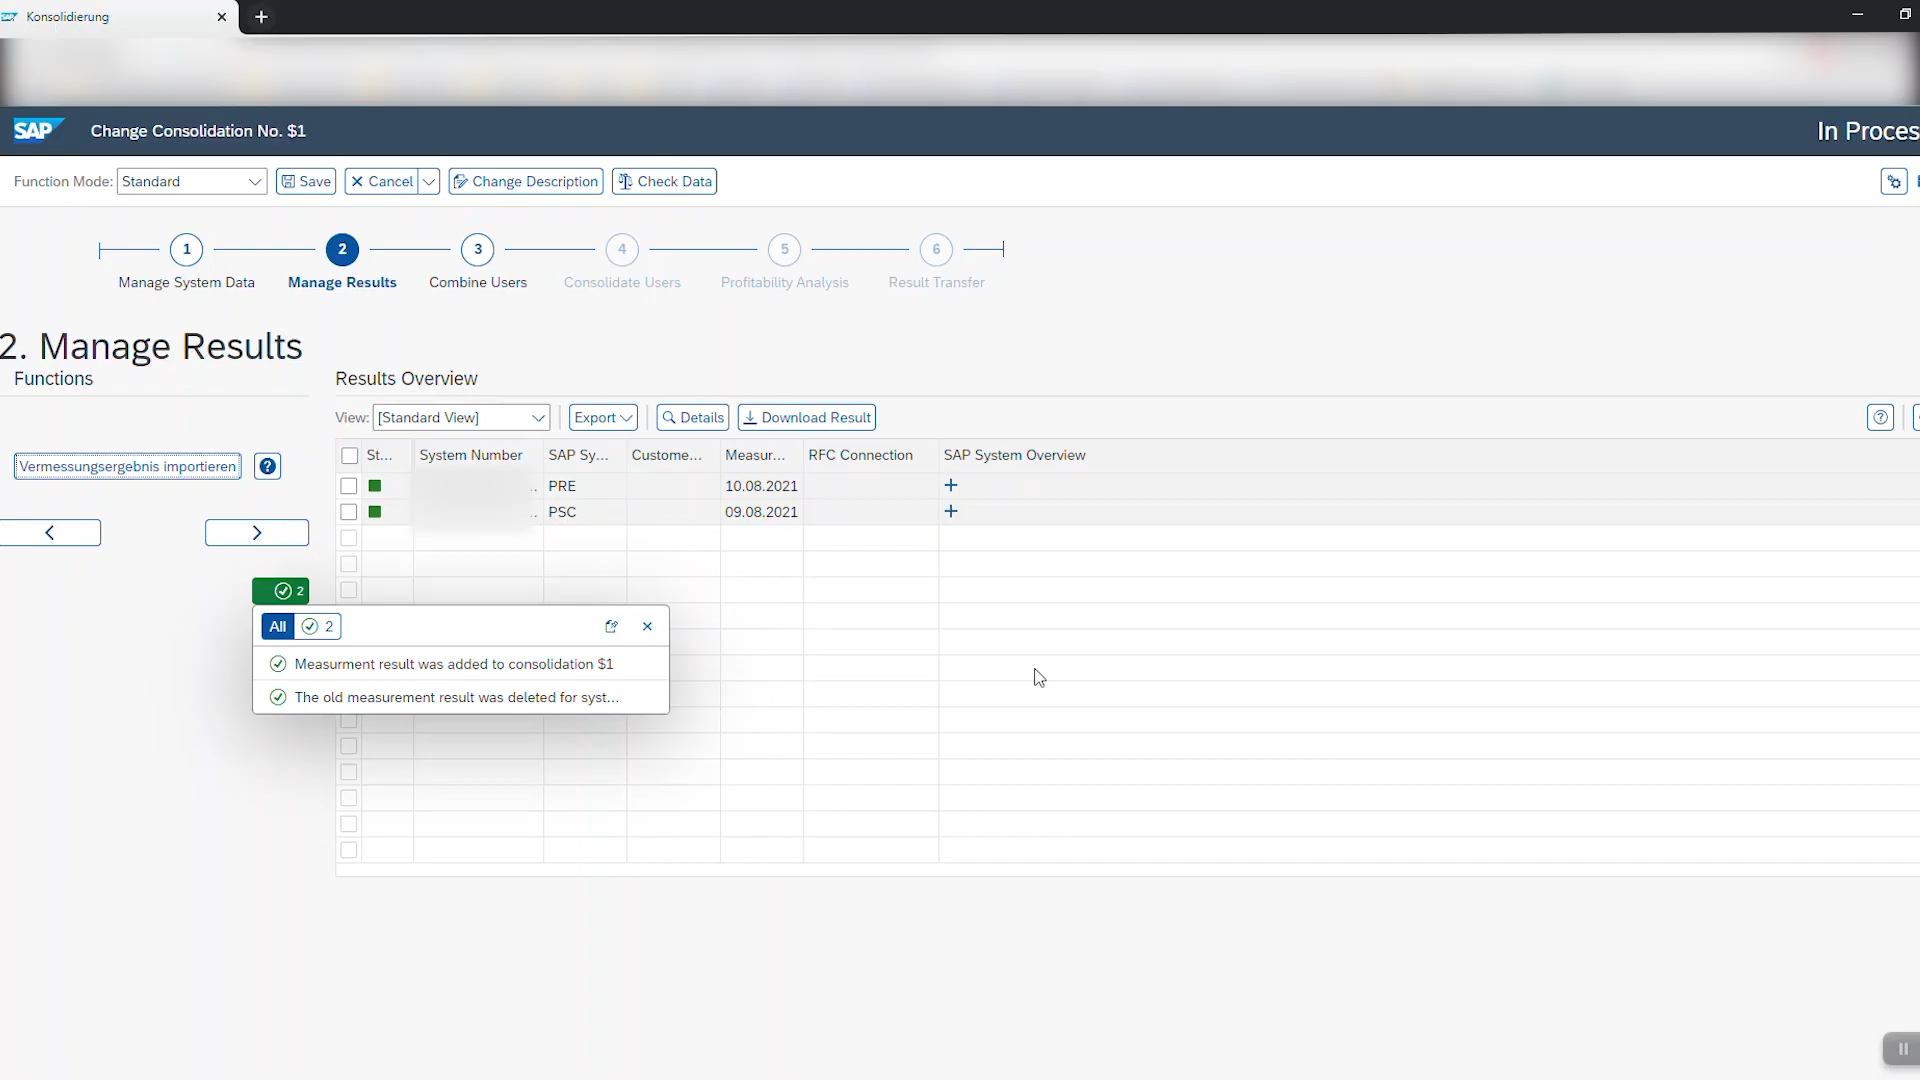 Konsolidierung
SAP Change Consolidation No. $1
In Proces
Function Mode: Standard Save Cancel Change Description Check Data
1 2 3 4 5 6
Manage System Data Manage Results Combine Users Consolidate Users Profitability Analysis Result Transfer
2. Manage Results
Functions
Results Overview
View: [Standard View] Export Details Download Result
Vermessungsergebnis importieren
St... System Number SAP Sy... Custome... Measur... RFC Connection SAP System Overview
.. PRE 10.08.2021
.. PSC 09.08.2021
2
All 2
Measurment result was added to consolidation $1
The old measurement result was deleted for syst...